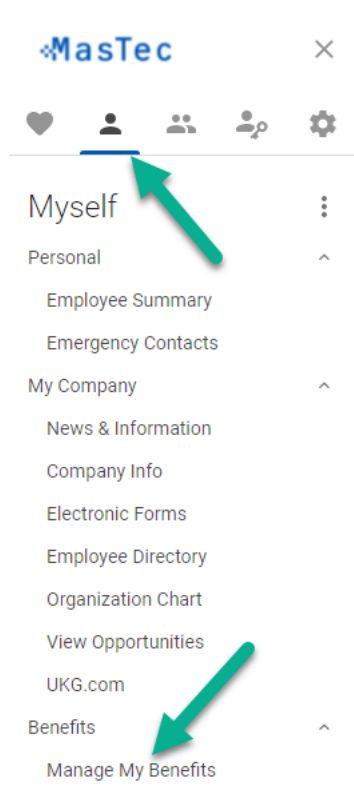 MasTec
Myself
Personal
Employee Summary
Emergency Contacts
My Company
News & Information
Company Info
Electronic Forms
Employee Directory
Organization Chart
View Opportunities
UKG.com
Benefits
Manage My Benefits